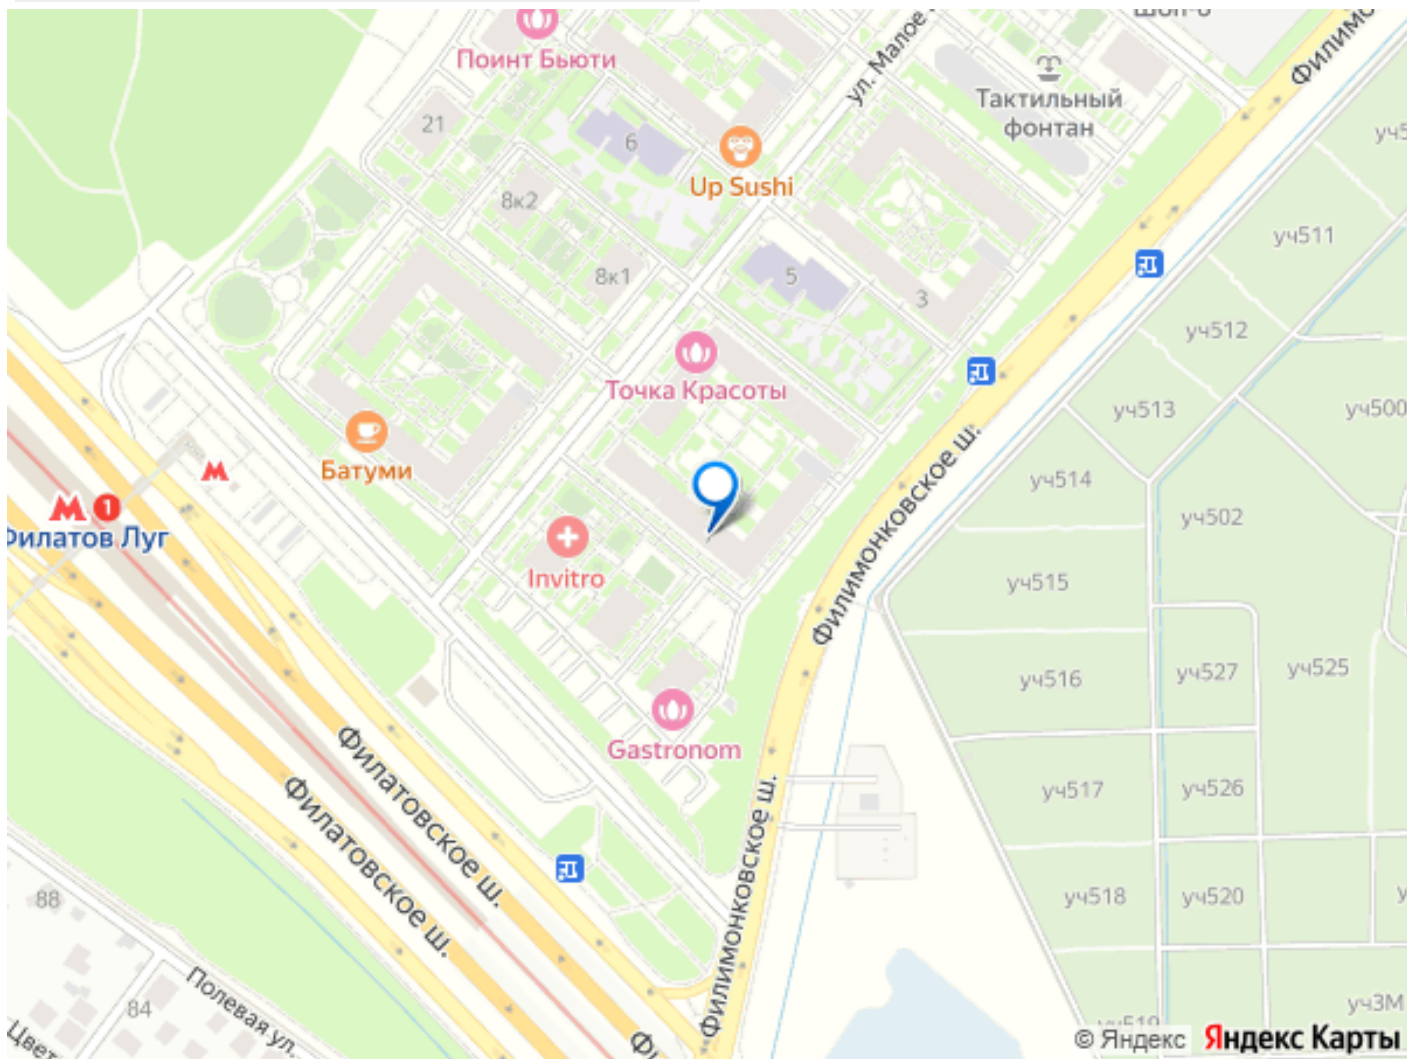 Поинт Бьюти
ул. Малое
Тактильный
фонтан
21
6
Up Sushi
8к2
8к1
5
3
уч511
уч512
уч513
уч500
Точка Красоты
Батуми
уч514
уч502
1
Филатов Луг
Invitro
Филимонковское ш.
уч515
уч516
уч527
уч525
Gastronom
Филатовское ш.
Филатовское ш.
Филимонковское ш.
уч517
уч526
уч518
уч520
88
84
Полевая ул.
Филимонковское ш.
уч3М
© Яндекс Яндекс Карты